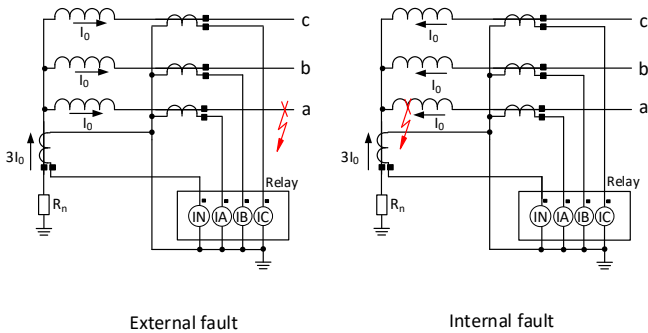 c
I0
b
I0
a
I0
3I0
Relay
Rn
IN IA IB IC
External fault
c
I0
b
I0
a
I0
3I0
Relay
Rn
IN IA IB IC
Internal fault